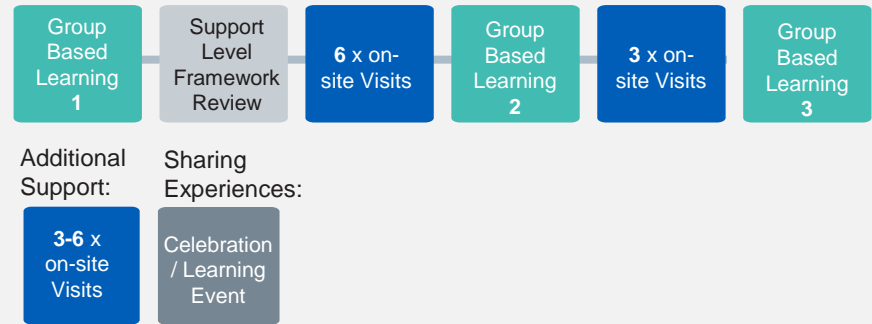 Group
Based
Learning
1
Support
Level
Framework
Review
6 x on-
site Visits
Group
Based
Learning
2
3 x on-
site Visits
Group
Based
Learning
3
Additional
Support:
3-6 x
on-site
Visits
Sharing
Experiences:
Celebration
/ Learning
Event